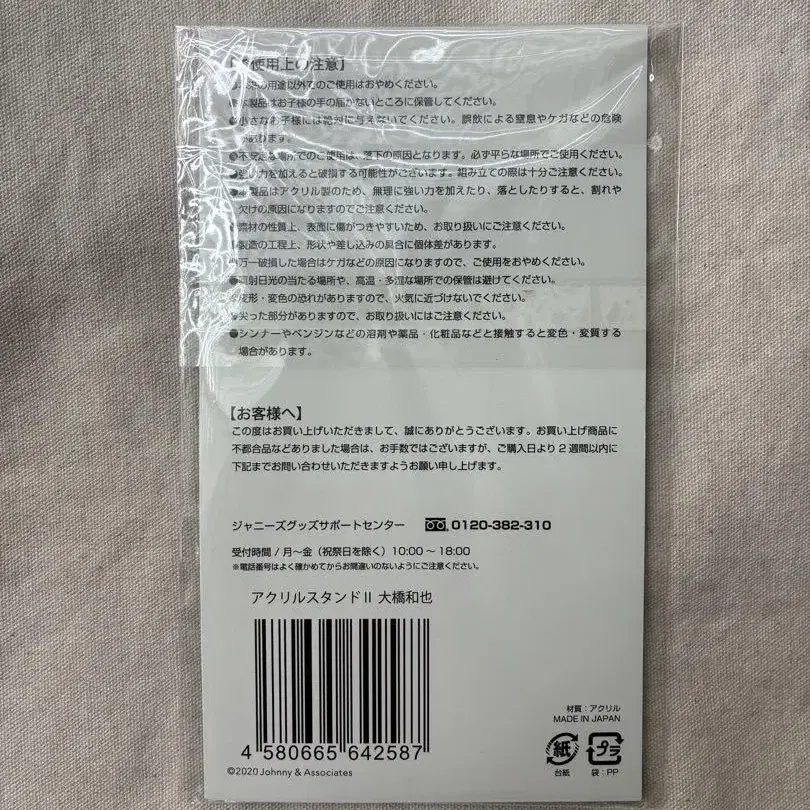 使用上の注意】
の用途以外でのご使用はおやめください。
本製品はお子様の手の届かないところに保管してください。
●小さなお子様には絶対に与えないでください。誤飲による窒息やケガなどの危険
があります。
●不安定な場所でのご使用は、落下の原因となります。必ず平らな場所でご使用ください。
●強い力を加えると破損する可能性がございます。組み立ての際は十分ご注意ください。
●本製品はアクリル製のため、無理に強い力を加えたり、落としたりすると、割れや
欠けの原因になりますのでご注意ください。
●素材の性質上、表面に傷がつきやすいため、お取り扱いにご注意ください。
●製造の工程上、形状や差し込みの具合に個体差があります。
●万一破損した場合はケガなどの原因になりますので、ご使用をおやめください。
●直射日光の当たる場所や、高温・多湿な場所での保管は避けてください。
●変形・変色の恐れがありますので、火気に近づけないでください。
●尖った部分がありますので、お取り扱いにはご注意ください。
●シンナーやベンジンなどの溶剤や薬品・化粧品などと接触すると変色・変質する
場合があります。
【お客様へ】
この度はお買い上げいただきまして、誠にありがとうございます。お買い上げ商品に
不都合品などありました場合は、お手数ではございますが、ご購入日より2週間以内に
下記までお問い合わせいただきますようお願い申し上げます。
ジャニーズグッズサポートセンター 0120-382-310
受付時間 / 月〜金（祝祭日を除く）10:00 〜 18:00
※電話番号はよく確かめてからお間違いのないようにご注意ください。
アクリルスタンドⅡ 大橋和也
4 580665 642587
©2020 Johnny & Associates
材質：アクリル
MADE IN JAPAN
紙 プラ
台紙 袋：PP